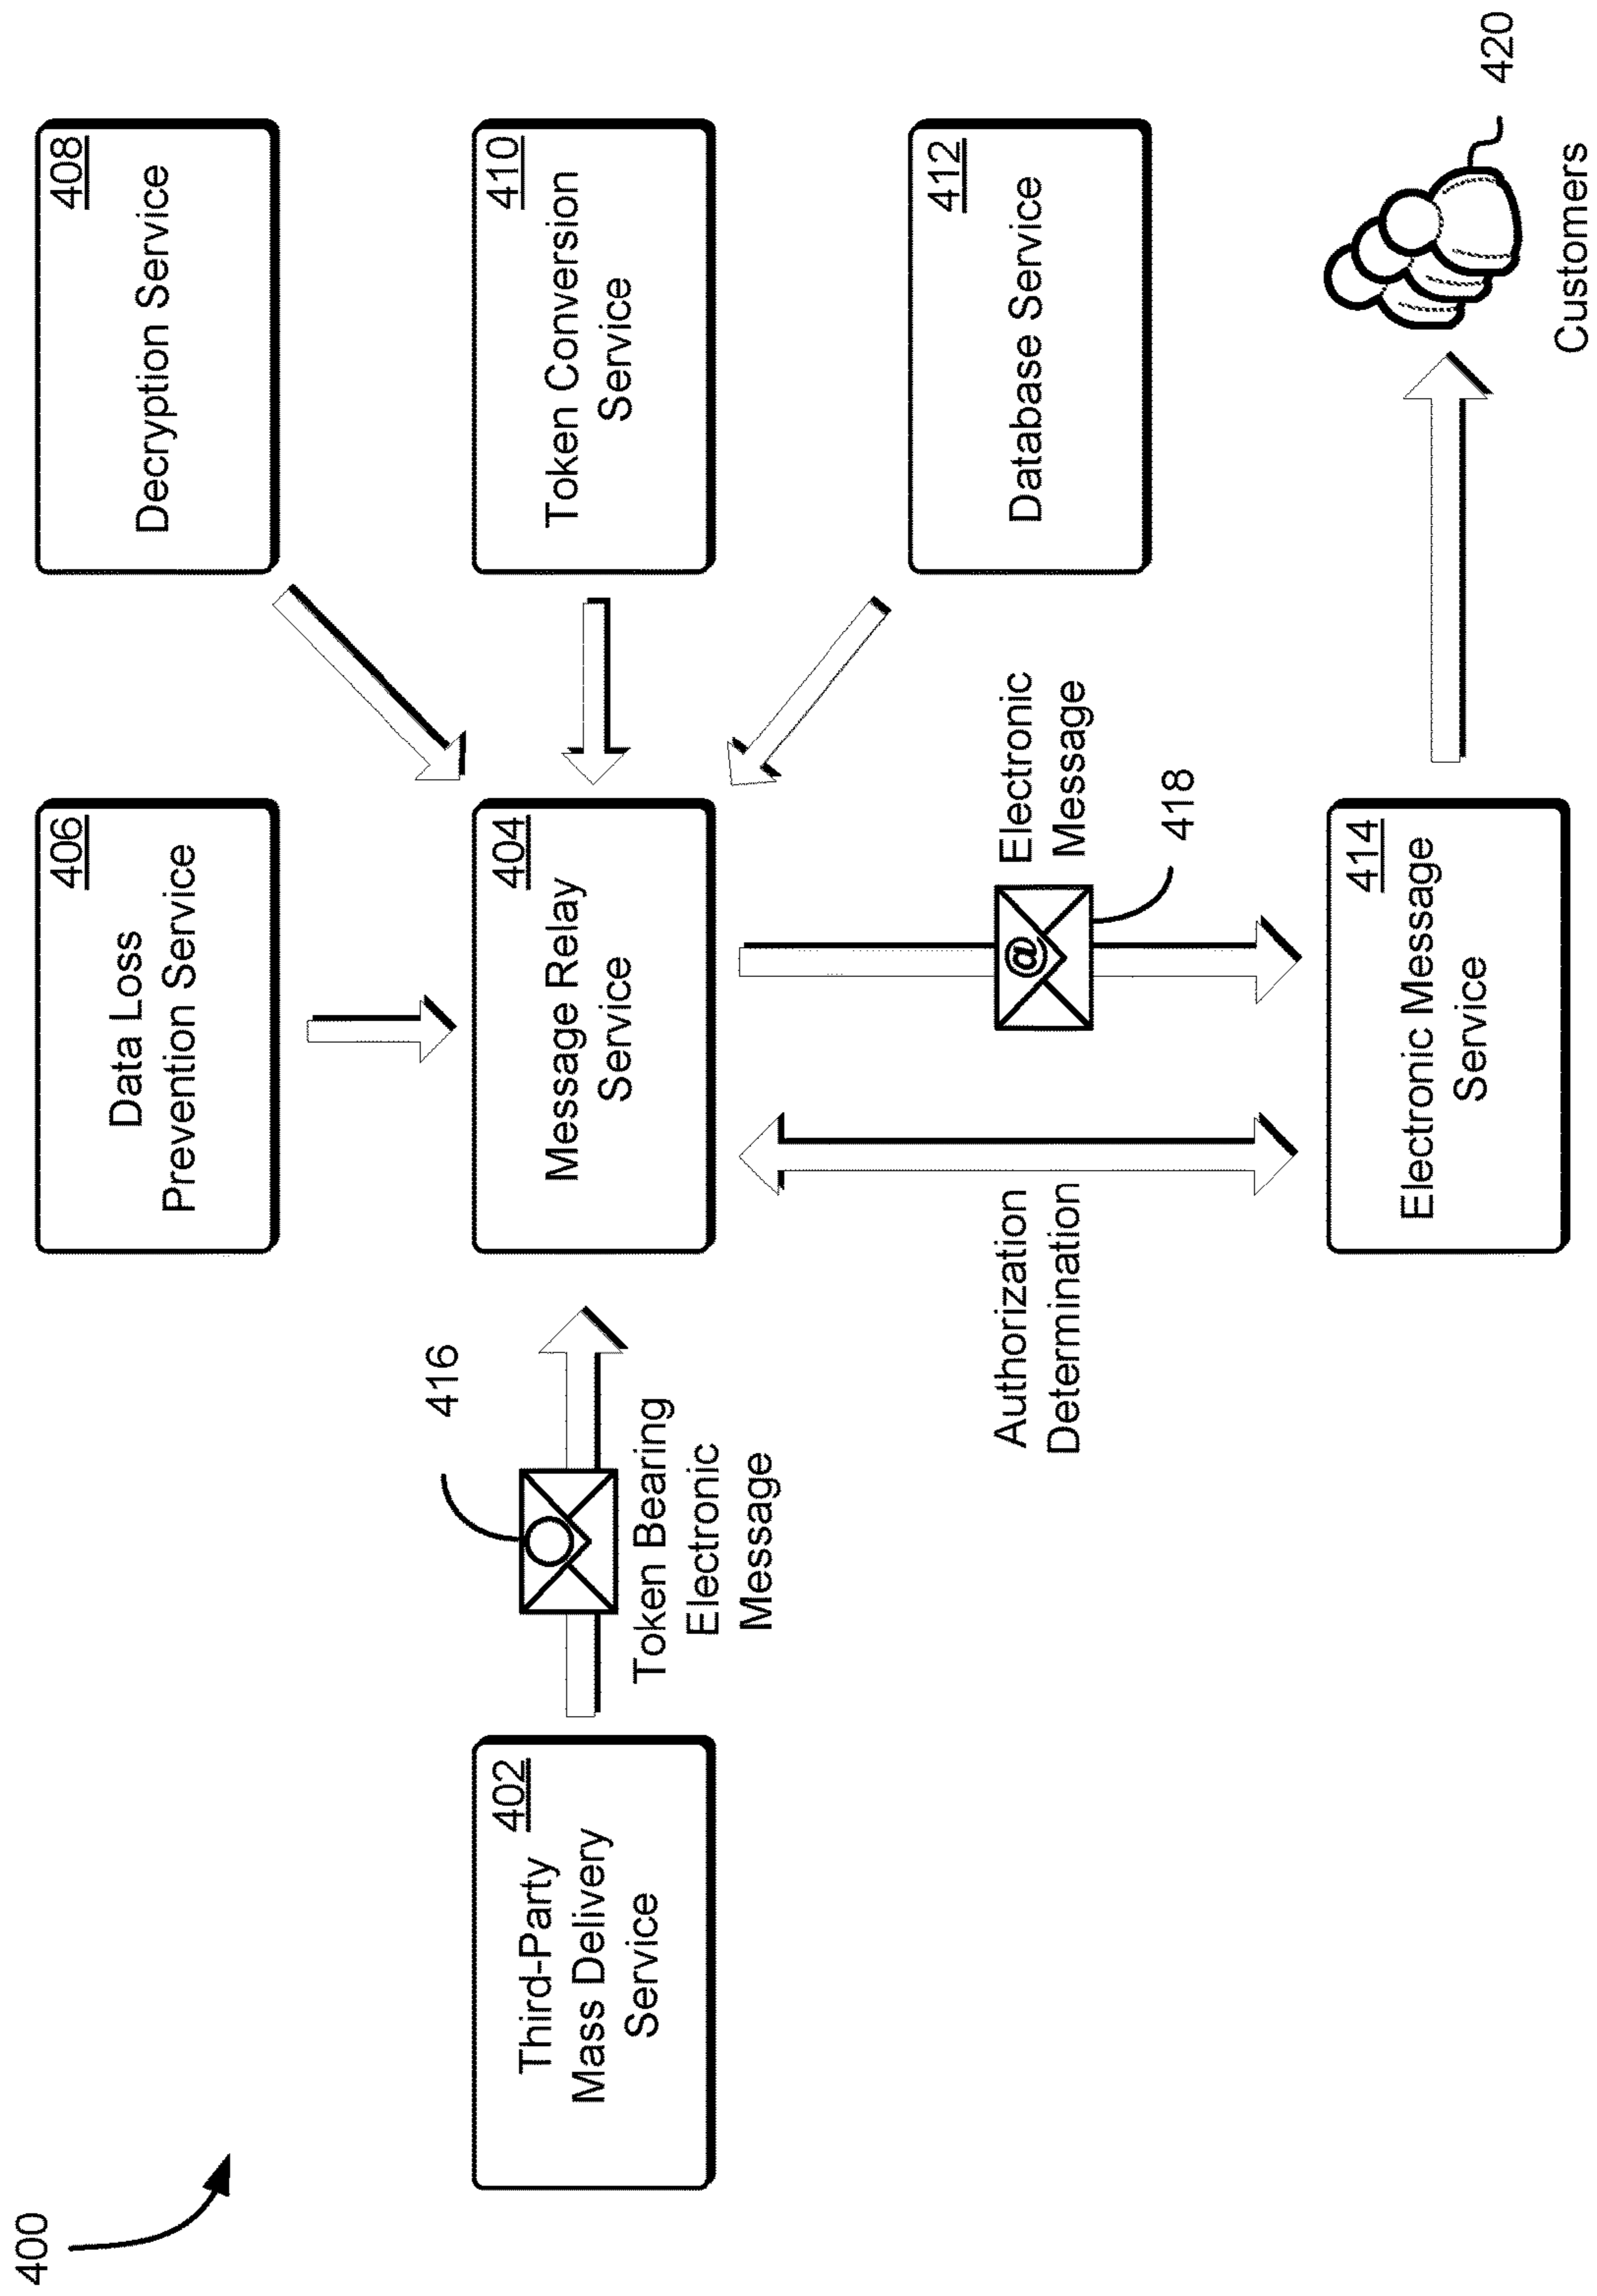 400
406
Data Loss
Prevention Service
408
Decryption Service
402
Third-Party
Mass Delivery
Service
416
Token Bearing
Electronic
Message
404
Message Relay
Service
410
Token Conversion
Service
Authorization
Determination
Electronic
Message
418
412
Database Service
414
Electronic Message
Service
420
Customers